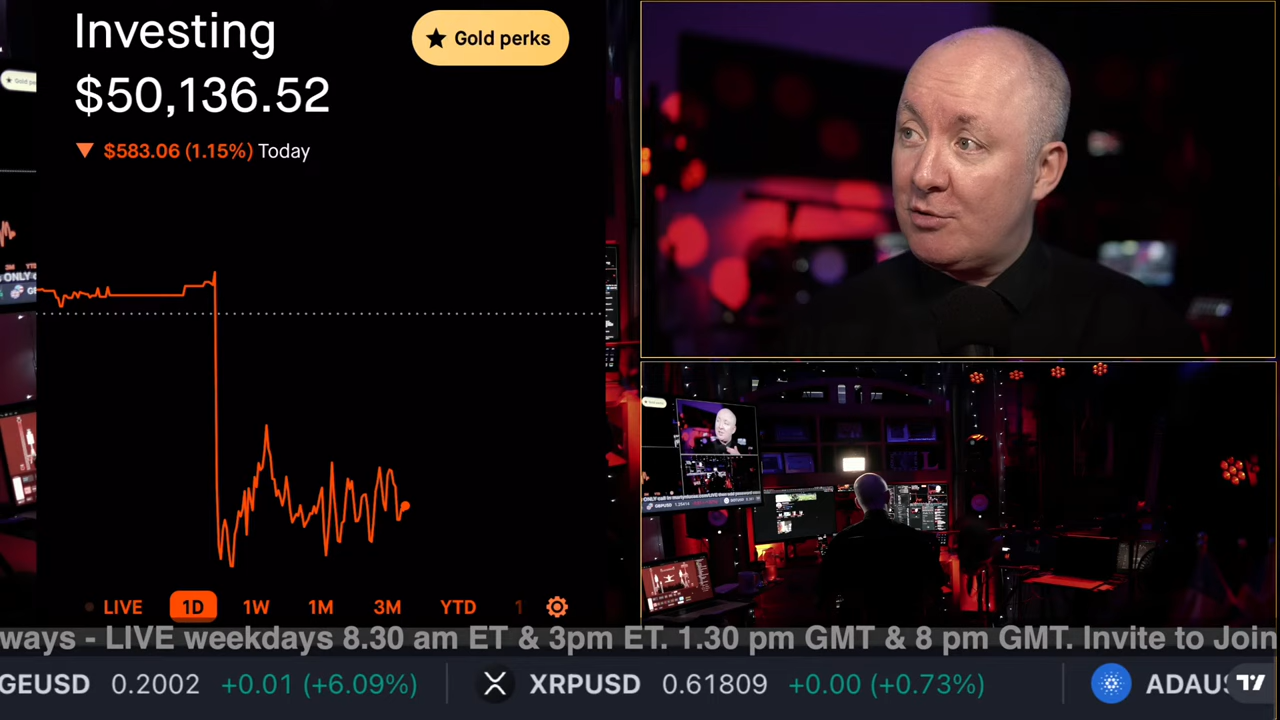 Investing
Gold perks
$50,136.52
$583.06 (1.15%) Today
LIVE 1D 1W 1M 3M YTD 1
ways - LIVE weekdays 8.30 am ET & 3pm ET. 1.30 pm GMT & 8 pm GMT. Invite to Join
GEUSD 0.2002 +0.01 (+6.09%) XRPUSD 0.61809 +0.00 (+0.73%) ADAUS